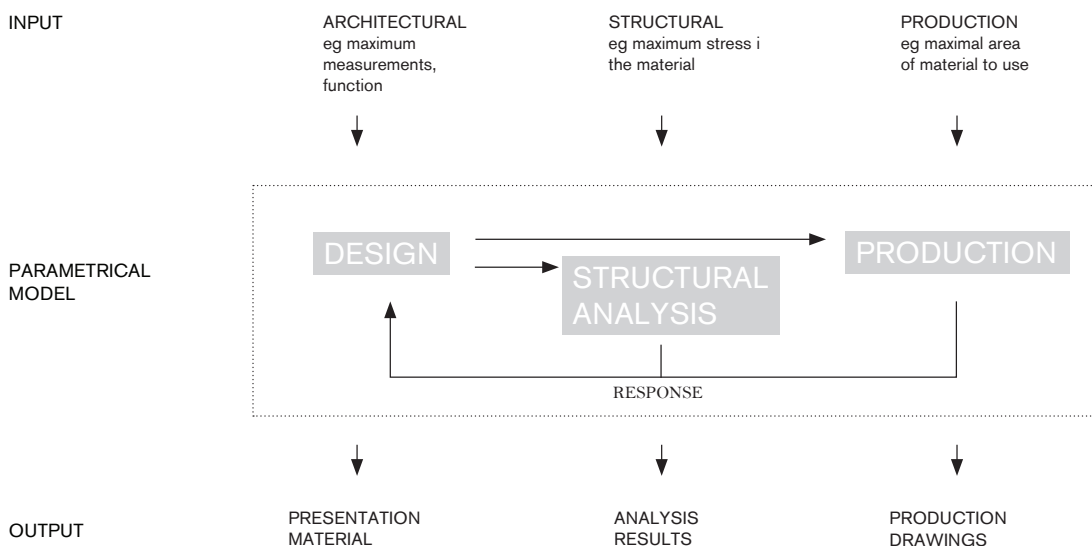 INPUT
ARCHITECTURAL
eg maximum
measurements,
function
STRUCTURAL
eg maximum stress i
the material
PRODUCTION
eg maximal area
of material to use
PARAMETRICAL
MODEL
DESIGN
STRUCTURAL
ANALYSIS
PRODUCTION
RESPONSE
OUTPUT
PRESENTATION
MATERIAL
ANALYSIS
RESULTS
PRODUCTION
DRAWINGS